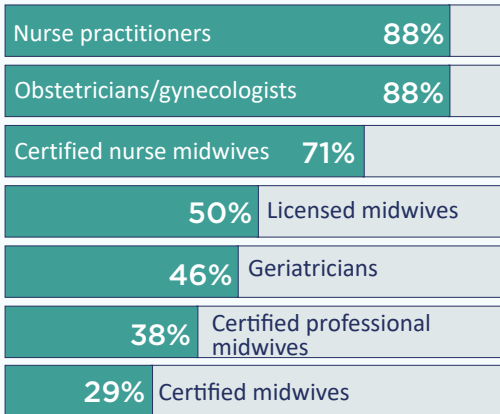 Nurse practitioners 88%
Obstetricians/gynecologists 88%
Certified nurse midwives 71%
50% Licensed midwives
46% Geriatricians
38% Certified professional
midwives
29% Certified midwives